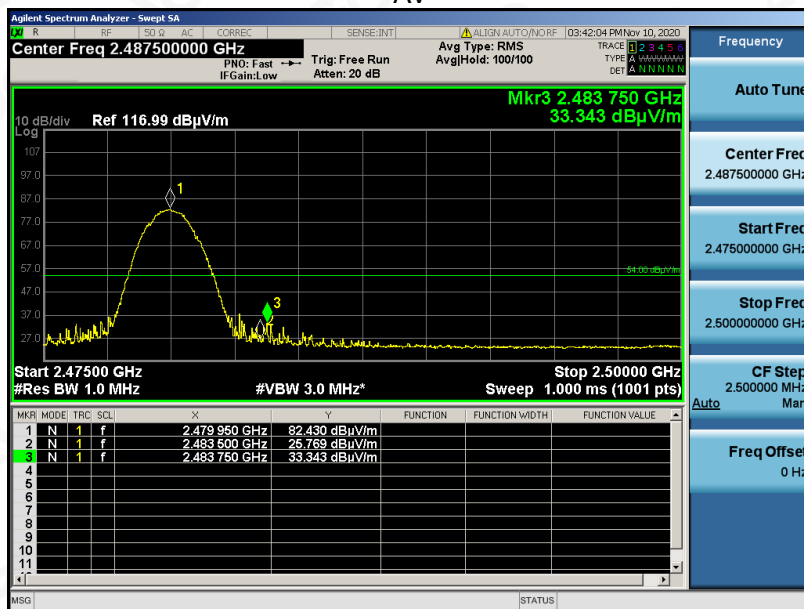 AV
Agilent Spectrum Analyzer - Swept SA
LXI R RF 50 Ω AC CORREC SENSE:INT ALIGN AUTO/NO RF 03:42:04 PM Nov 10, 2020
Center Freq 2.487500000 GHz
PNO: Fast
IFGain:Low
Trig: Free Run
Atten: 20 dB
Avg Type: RMS
Avg|Hold: 100/100
TRACE 1 2 3 4 5 6
TYPE A WWWWW
DET A N N N N N
Mkr3 2.483 750 GHz
33.343 dBµV/m
10 dB/div Ref 116.99 dBµV/m
Log
107
97.0
87.0
77.0
67.0
57.0
47.0
37.0
27.0
1
3
54.00 dBµV/m
Start 2.47500 GHz Stop 2.50000 GHz
#Res BW 1.0 MHz #VBW 3.0 MHz* Sweep 1.000 ms (1001 pts)
MKR MODE TRC SCL X Y FUNCTION FUNCTION WIDTH FUNCTION VALUE
1 N 1 f 2.479 950 GHz 82.430 dBµV/m
2 N 1 f 2.483 500 GHz 25.769 dBµV/m
3 N 1 f 2.483 750 GHz 33.343 dBµV/m
4
5
6
7
8
9
10
11
MSG STATUS
Frequency
Auto Tune
Center Freq
2.487500000 GHz
Start Freq
2.475000000 GHz
Stop Freq
2.500000000 GHz
CF Step
2.500000 MHz
Auto Man
Freq Offset
0 Hz